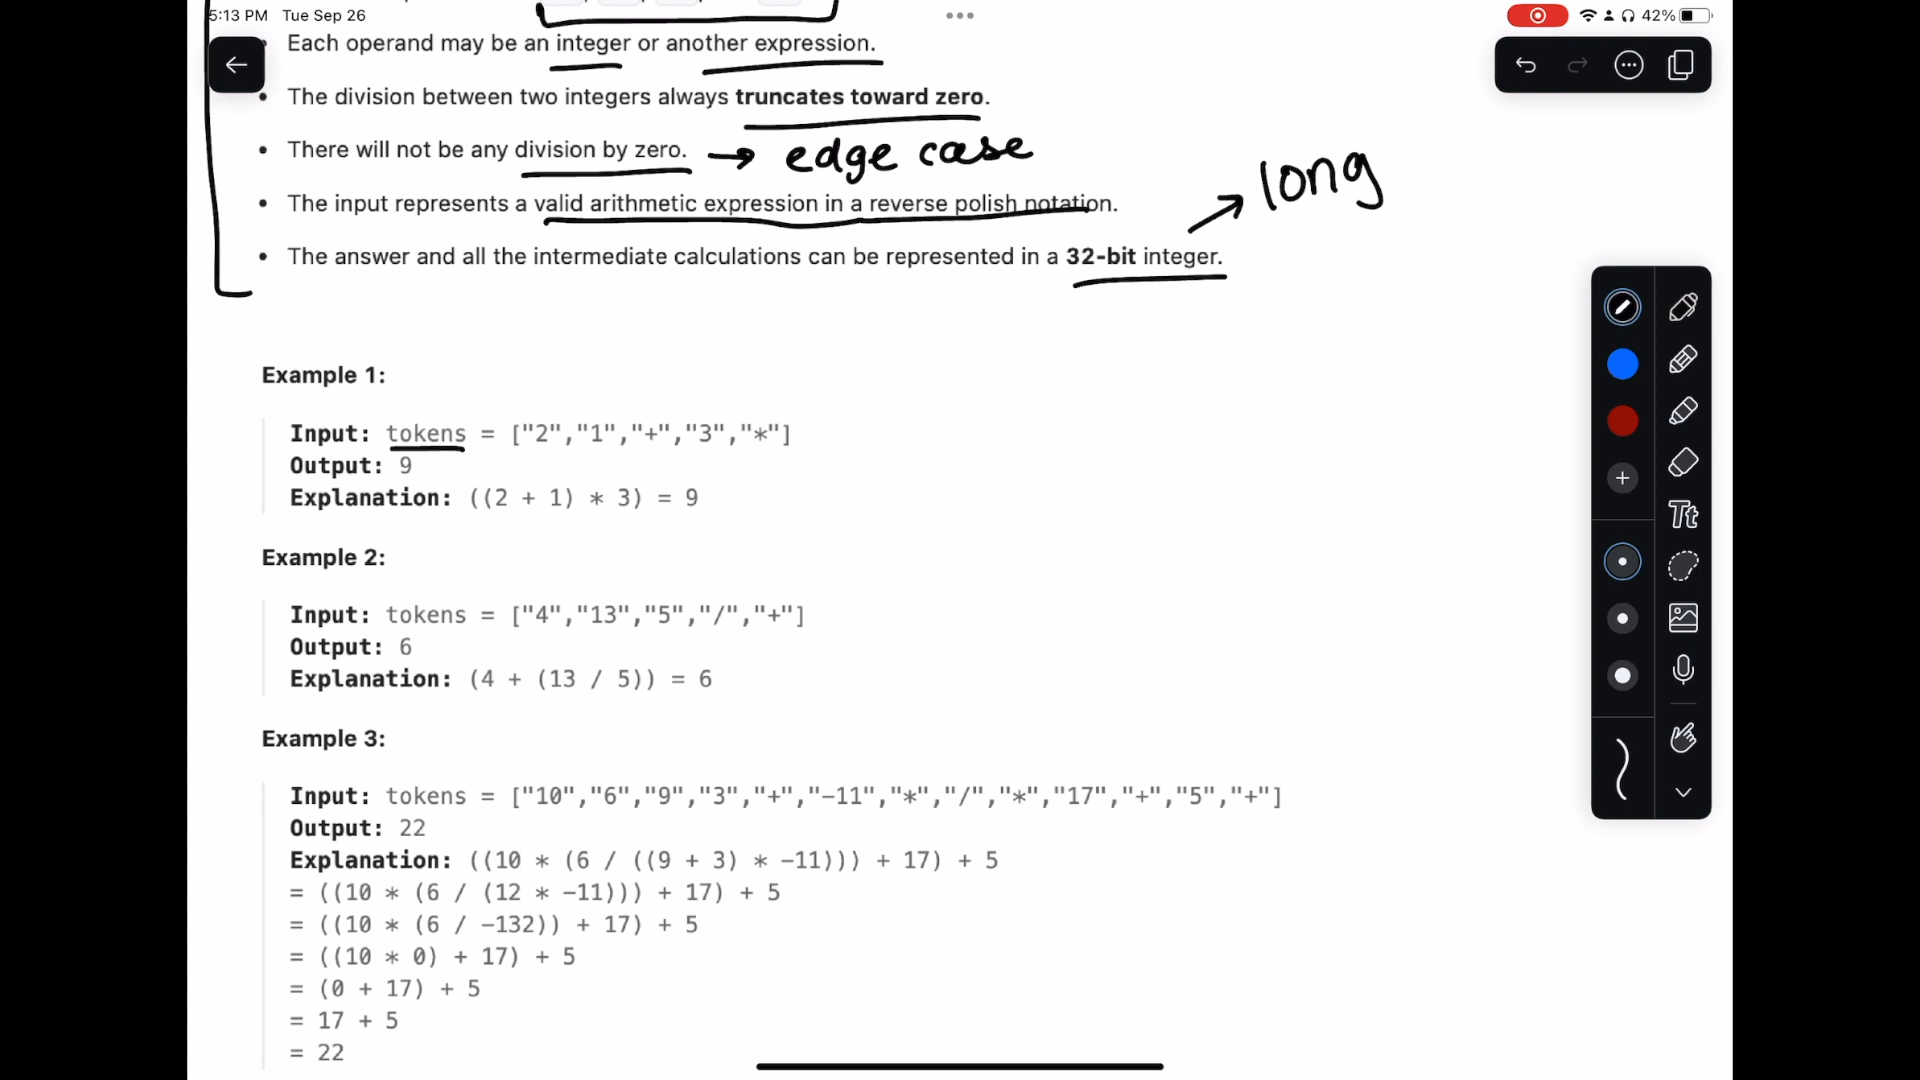 5:13 PM Tue Sep 26
42%
Each operand may be an integer or another expression.
The division between two integers always truncates toward zero.
There will not be any division by zero. → edge case
→ long
The input represents a valid arithmetic expression in a reverse polish notation.
The answer and all the intermediate calculations can be represented in a 32-bit integer.
Example 1:
Input: tokens = ["2","1","+","3","*"]
Output: 9
Explanation: ((2 + 1) * 3) = 9
Example 2:
Input: tokens = ["4","13","5","/","+"]
Output: 6
Explanation: (4 + (13 / 5)) = 6
Example 3:
Input: tokens = ["10","6","9","3","+","-11","*","/","*","17","+","5","+"]
Output: 22
Explanation: ((10 * (6 / ((9 + 3) * -11))) + 17) + 5
= ((10 * (6 / (12 * -11))) + 17) + 5
= ((10 * (6 / -132)) + 17) + 5
= ((10 * 0) + 17) + 5
= (0 + 17) + 5
= 17 + 5
= 22
Tt